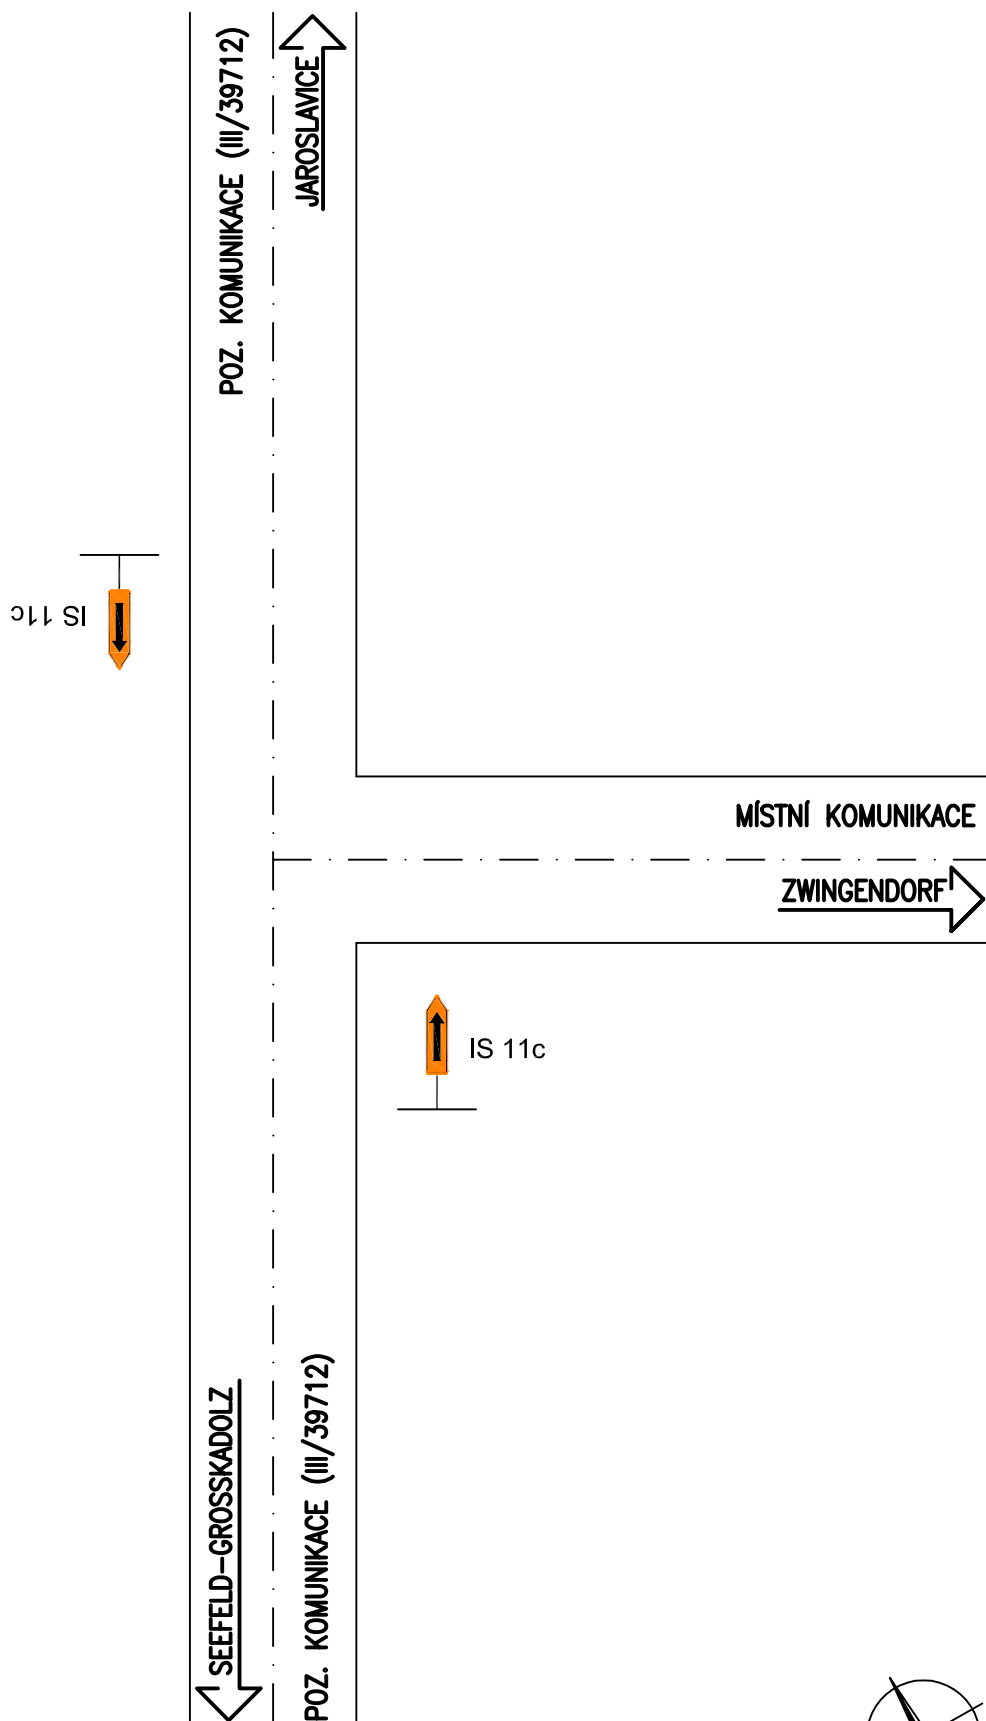 POZ. KOMUNIKACE (III/39712)
JAROSLAVICE
IS 11c
MÍSTNÍ KOMUNIKACE
ZWINGENDORF
IS 11c
SEEFELD-GROSSKADOLZ
POZ. KOMUNIKACE (III/39712)